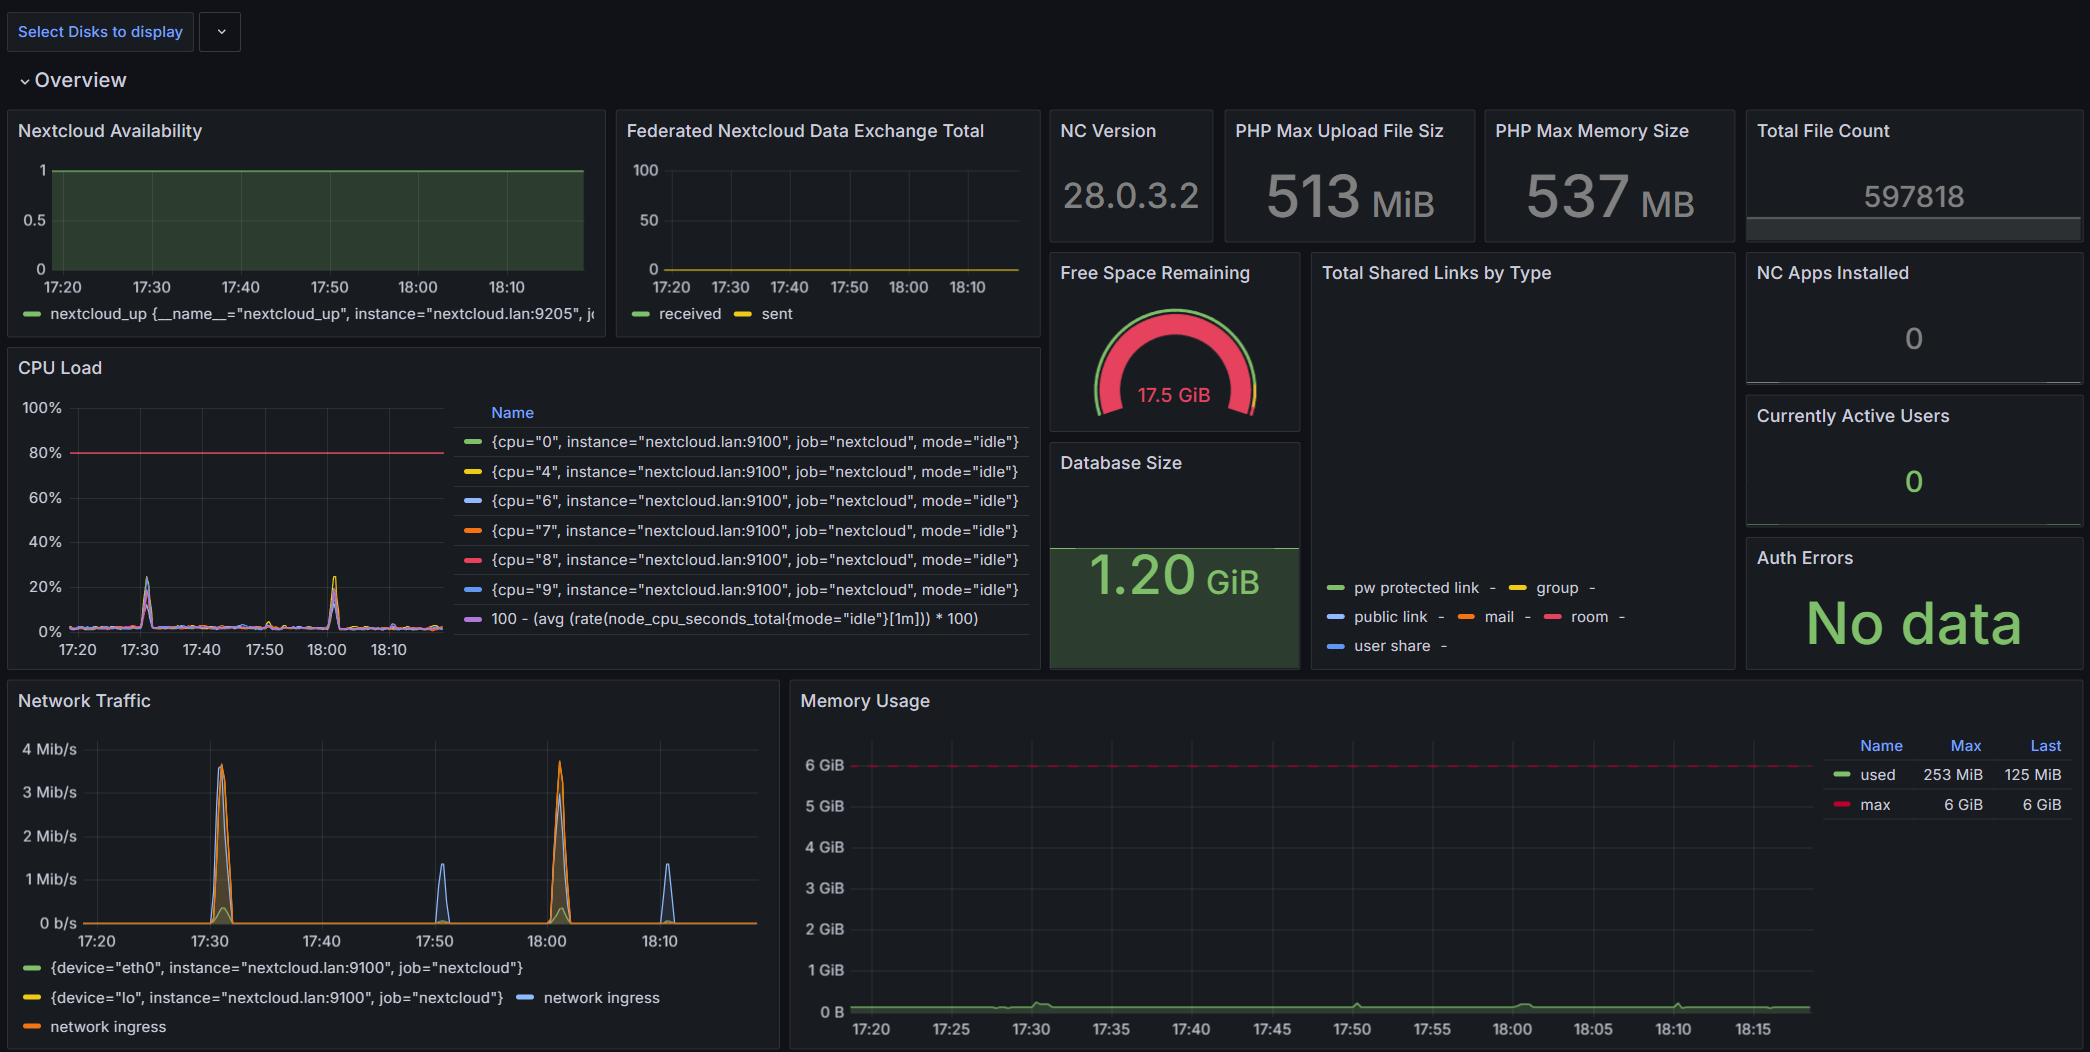 Select Disks to display
Overview
Nextcloud Availability
1
0.5
0
17:20 17:30 17:40 17:50 18:00 18:10
nextcloud_up {__name__="nextcloud_up", instance="nextcloud.lan:9205", j
Federated Nextcloud Data Exchange Total
100
50
0
17:20 17:30 17:40 17:50 18:00 18:10
received sent
NC Version
28.0.3.2
PHP Max Upload File Siz
513 MiB
PHP Max Memory Size
537 MB
Total File Count
597818
CPU Load
100%
80%
60%
40%
20%
0%
17:20 17:30 17:40 17:50 18:00 18:10
Name
{cpu="0", instance="nextcloud.lan:9100", job="nextcloud", mode="idle"}
{cpu="4", instance="nextcloud.lan:9100", job="nextcloud", mode="idle"}
{cpu="6", instance="nextcloud.lan:9100", job="nextcloud", mode="idle"}
{cpu="7", instance="nextcloud.lan:9100", job="nextcloud", mode="idle"}
{cpu="8", instance="nextcloud.lan:9100", job="nextcloud", mode="idle"}
{cpu="9", instance="nextcloud.lan:9100", job="nextcloud", mode="idle"}
100 - (avg (rate(node_cpu_seconds_total{mode="idle"}[1m])) * 100)
Free Space Remaining
17.5 GiB
Database Size
1.20 GiB
Total Shared Links by Type
pw protected link - group -
public link - mail - room -
user share -
NC Apps Installed
0
Currently Active Users
0
Auth Errors
No data
Network Traffic
4 Mib/s
3 Mib/s
2 Mib/s
1 Mib/s
0 b/s
17:20 17:30 17:40 17:50 18:00 18:10
{device="eth0", instance="nextcloud.lan:9100", job="nextcloud"}
{device="lo", instance="nextcloud.lan:9100", job="nextcloud"} network ingress
network ingress
Memory Usage
6 GiB
5 GiB
4 GiB
3 GiB
2 GiB
1 GiB
0 B
17:20 17:25 17:30 17:35 17:40 17:45 17:50 17:55 18:00 18:05 18:10 18:15
Name Max Last
used 253 MiB 125 MiB
max 6 GiB 6 GiB